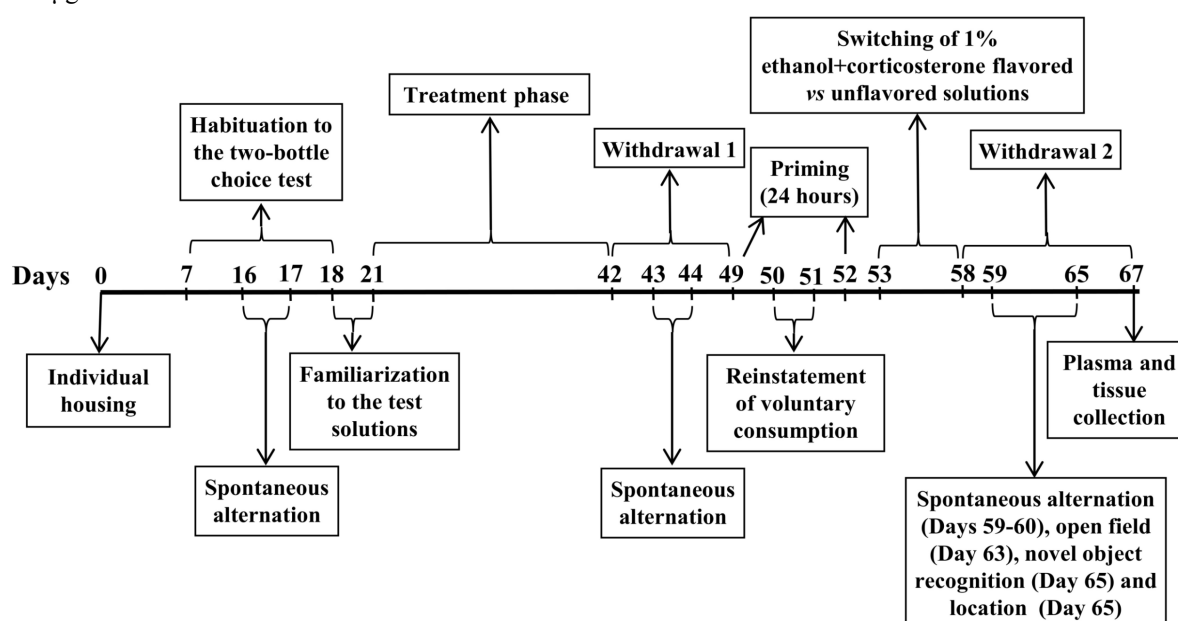 Switching of 1%
ethanol+corticosterone flavored
vs unflavored solutions
Treatment phase
Habituation to
the two-bottle
choice test
Withdrawal 1
Priming
(24 hours)
Withdrawal 2
Days 0 7 16 17 18 21 42 43 44 49 50 51 52 53 58 59 65 67
Individual
housing
Familiarization
to the test
solutions
Reinstatement
of voluntary
consumption
Plasma and
tissue
collection
Spontaneous
alternation
Spontaneous
alternation
Spontaneous alternation
(Days 59-60), open field
(Day 63), novel object
recognition (Day 65) and
location (Day 65)